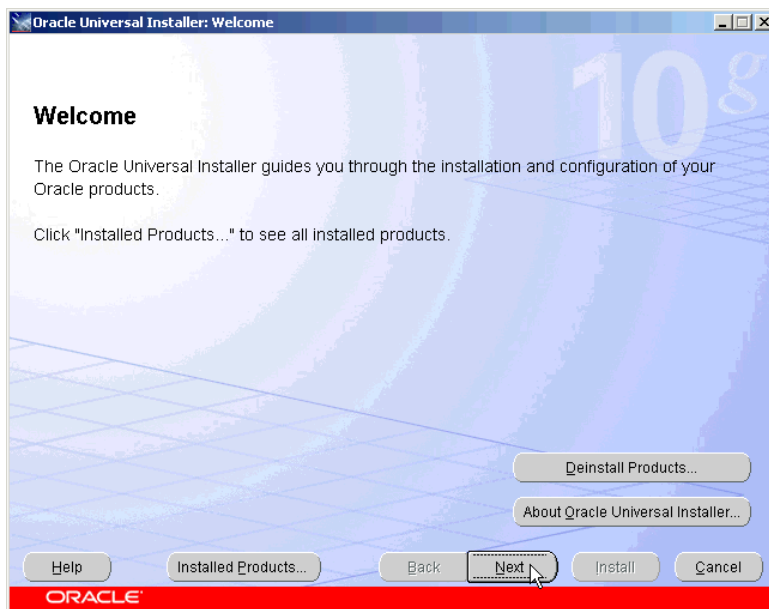 Oracle Universal Installer: Welcome
10g
Welcome
The Oracle Universal Installer guides you through the installation and configuration of your
Oracle products.
Click "Installed Products..." to see all installed products.
Deinstall Products...
About Oracle Universal Installer...
Help
Installed Products...
Back
Next
Install
Cancel
ORACLE